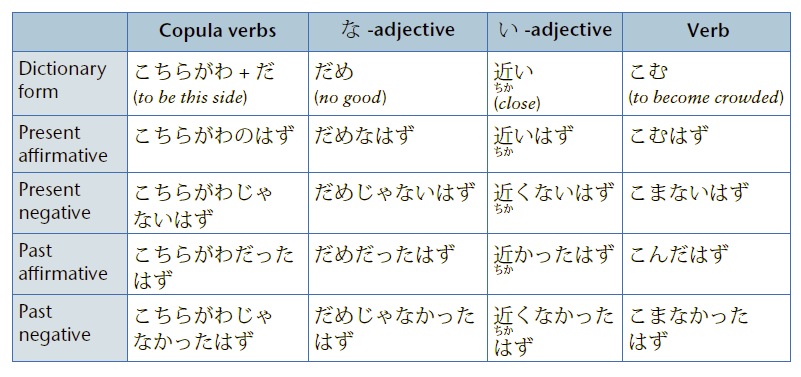 Copula verbs な -adjective い -adjective Verb
Dictionary form こちらがわ + だ (to be this side) だめ (no good) 近い ちか (close) こむ (to become crowded)
Present affirmative こちらがわのはず だめなはず 近いはず ちか こむはず
Present negative こちらがわじゃないはず だめじゃないはず 近くないはず ちか こまないはず
Past affirmative こちらがわだったはず だめだったはず 近かったはず ちか こんだはず
Past negative こちらがわじゃなかったはず だめじゃなかったはず 近くなかったはず ちか こまなかったはず